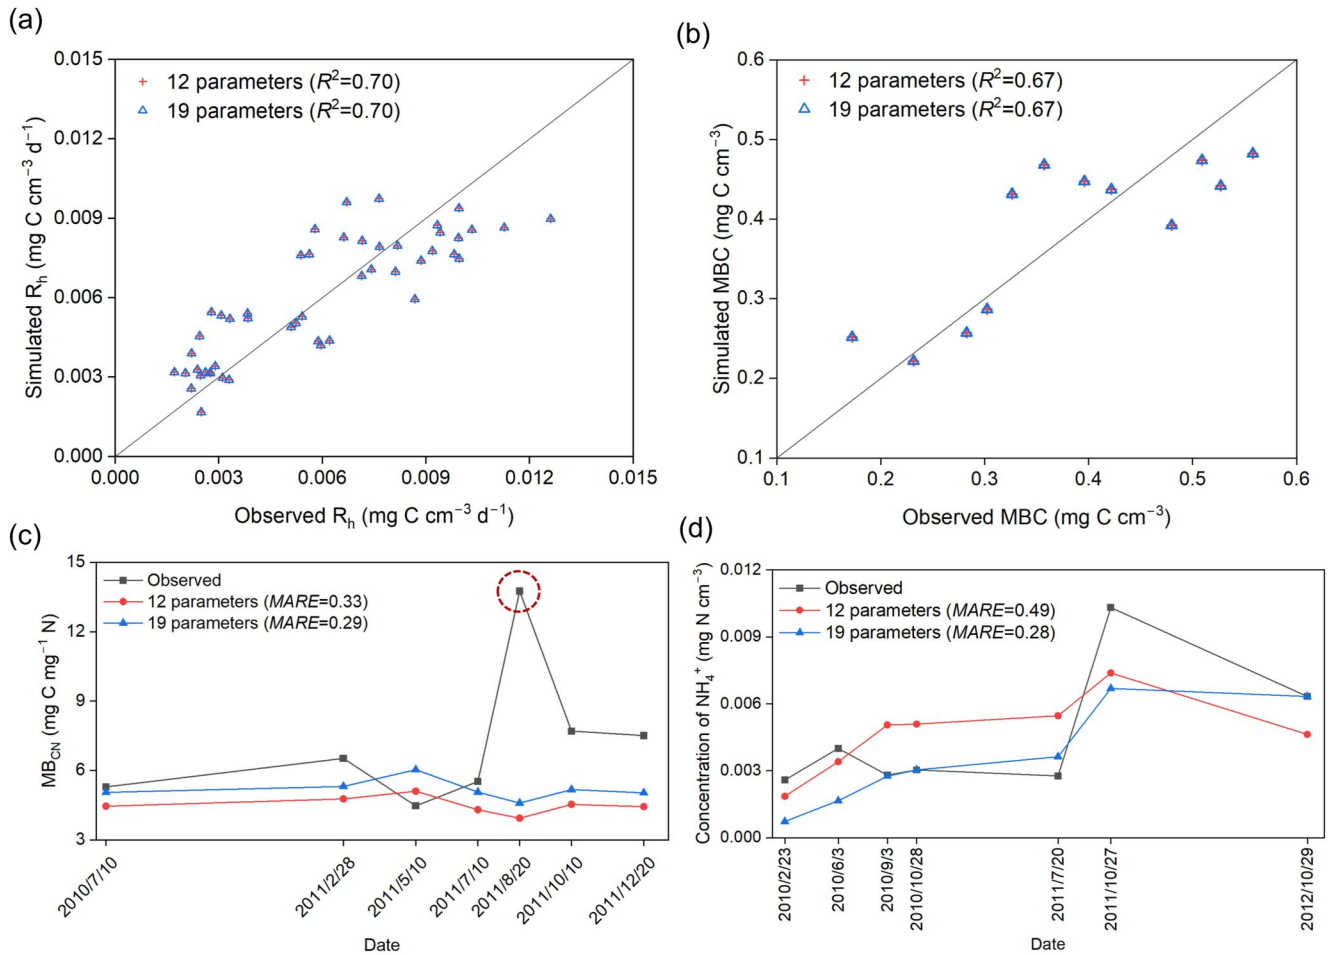 (a)
0.015
0.012
0.009
0.006
0.003
0.000
0.000 0.003 0.006 0.009 0.012 0.015
Simulated Rₕ (mg C cm⁻³ d⁻¹)
Observed Rₕ (mg C cm⁻³ d⁻¹)
12 parameters (R²=0.70)
19 parameters (R²=0.70)
(b)
0.6
0.5
0.4
0.3
0.2
0.1
0.1 0.2 0.3 0.4 0.5 0.6
Simulated MBC (mg C cm⁻³)
Observed MBC (mg C cm⁻³)
12 parameters (R²=0.67)
19 parameters (R²=0.67)
(c)
15
12
9
6
3
MB_CN (mg C mg⁻¹ N)
Observed
12 parameters (MARE=0.33)
19 parameters (MARE=0.29)
2010/7/10
2011/2/28
2011/5/10
2011/7/10
2011/8/20
2011/10/10
2011/12/20
Date
(d)
0.012
0.009
0.006
0.003
0.000
Concentration of NH₄⁺ (mg N cm⁻³)
Observed
12 parameters (MARE=0.49)
19 parameters (MARE=0.28)
2010/2/23
2010/6/3
2010/9/3
2010/10/28
2011/7/20
2011/10/27
2012/10/29
Date